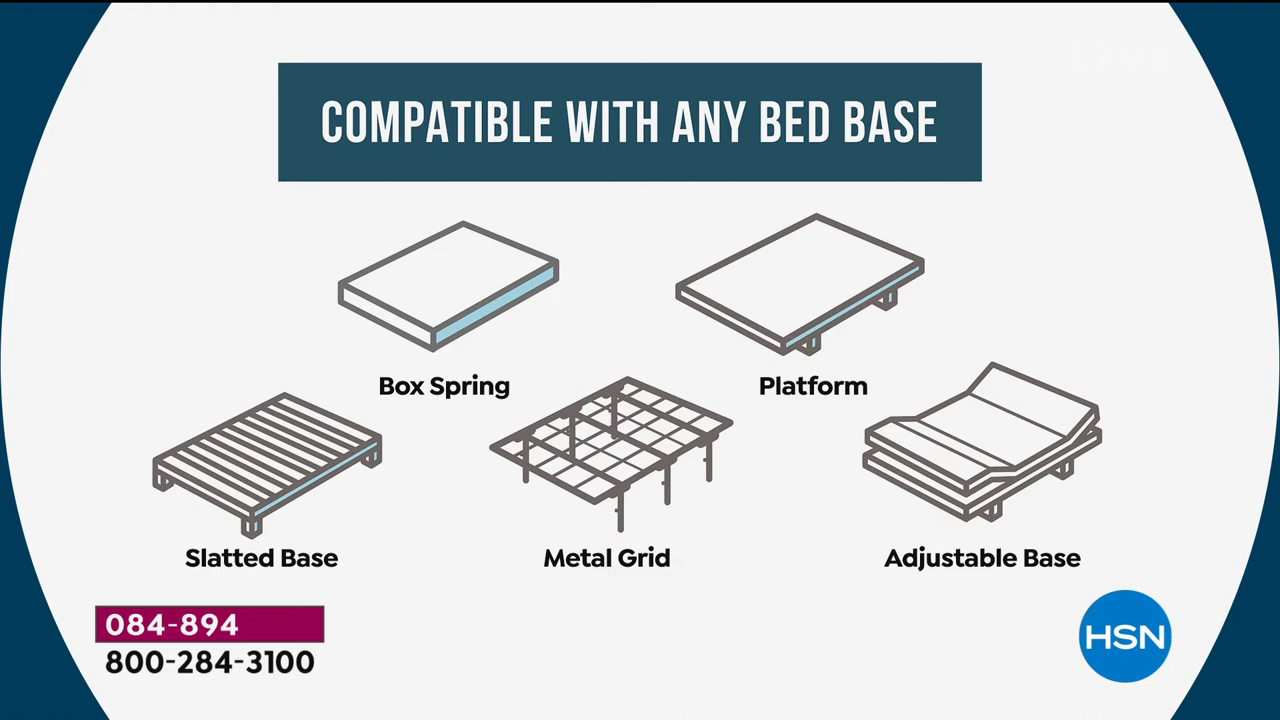 COMPATIBLE WITH ANY BED BASE
Box Spring
Platform
Slatted Base
Metal Grid
Adjustable Base
084-894
800-284-3100
HSN